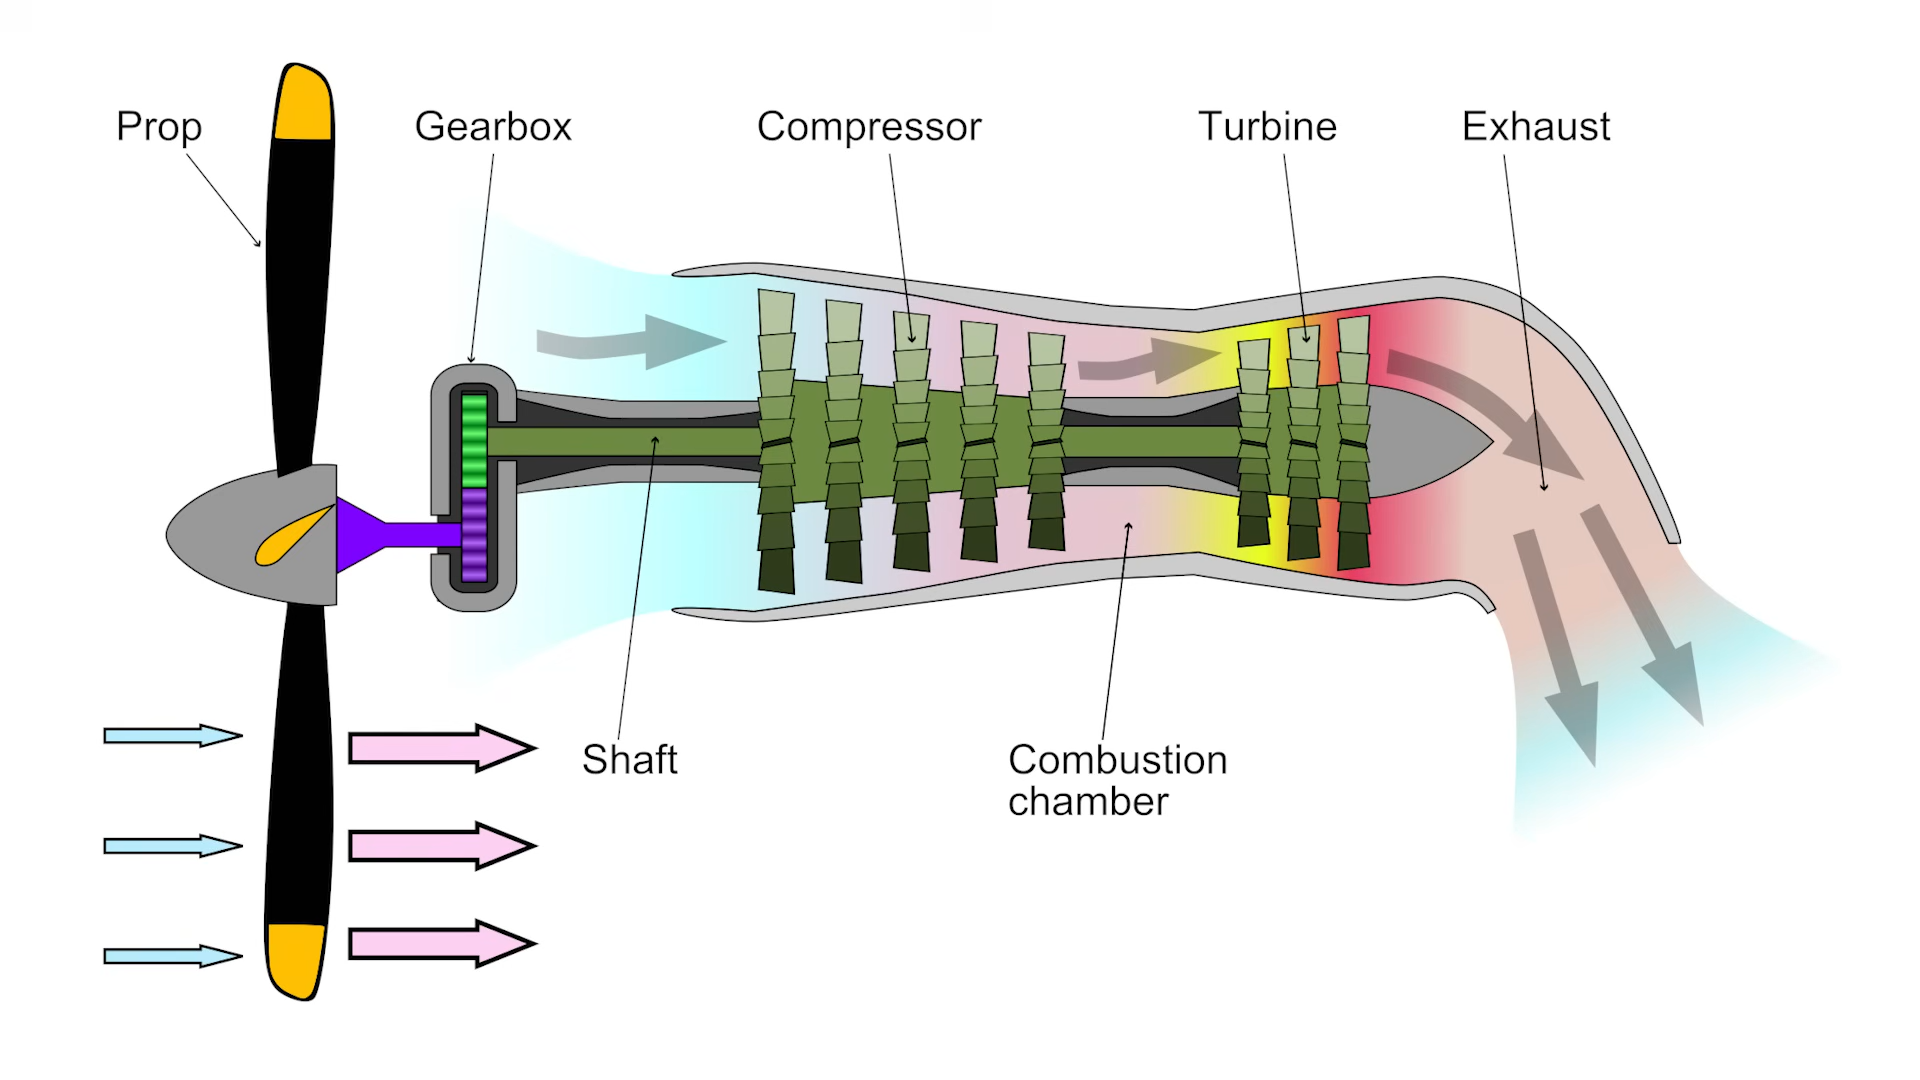 Prop
Gearbox
Compressor
Turbine
Exhaust
Shaft
Combustion
chamber